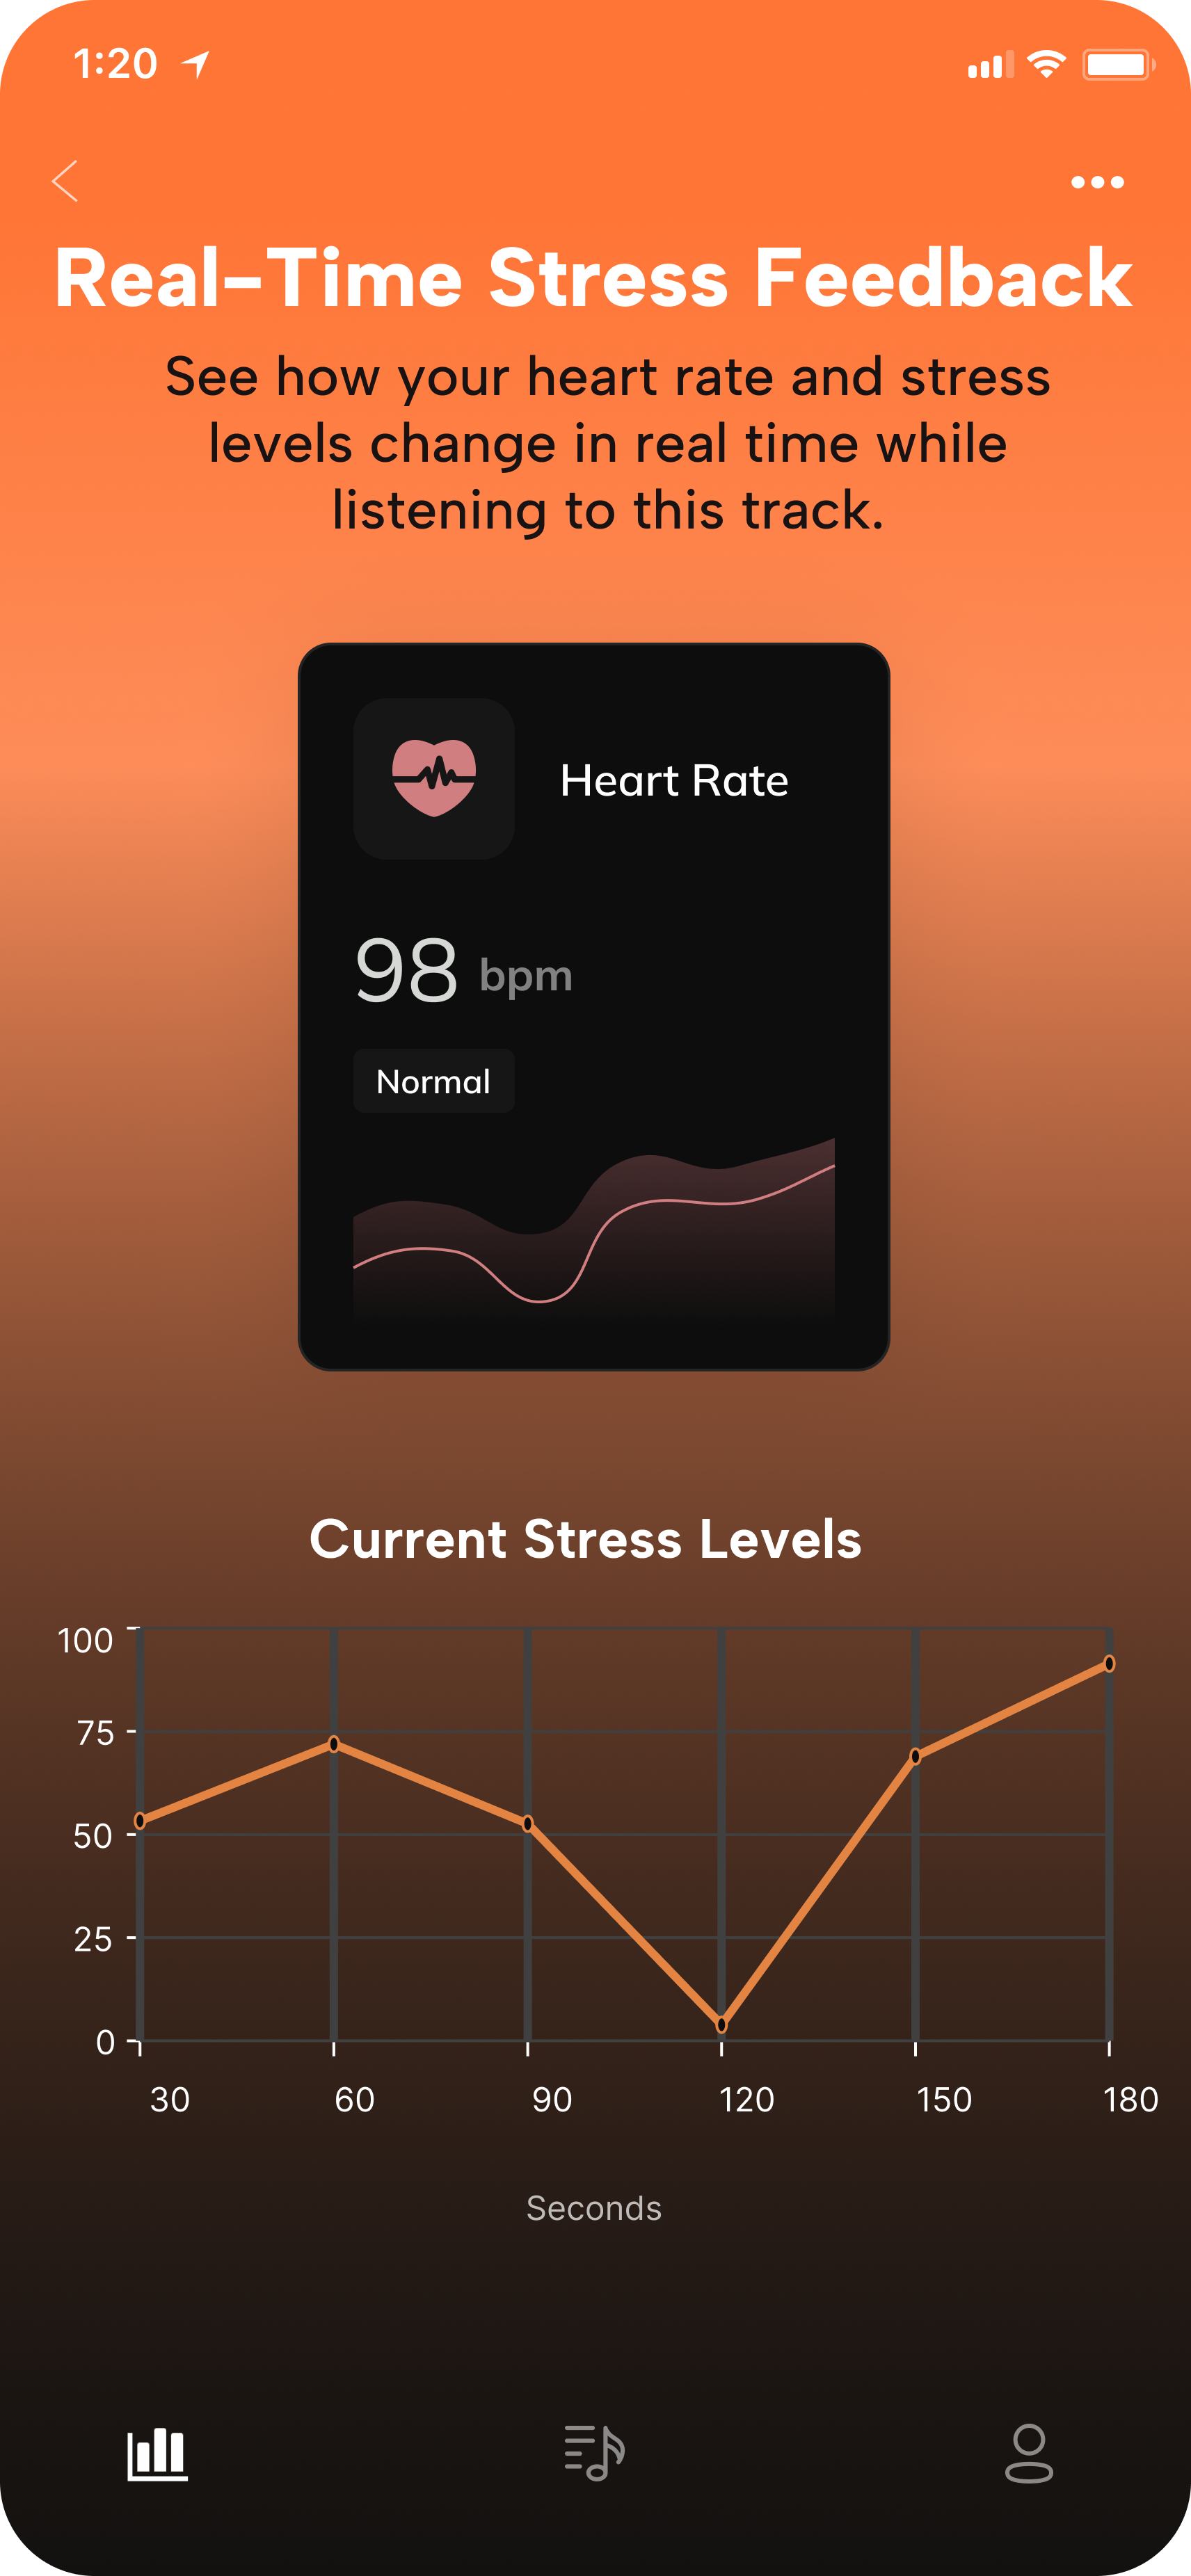 1:20
Real-Time Stress Feedback
See how your heart rate and stress
levels change in real time while
listening to this track.
Heart Rate
98 bpm
Normal
Current Stress Levels
100
75
50
25
0
30 60 90 120 150 180
Seconds